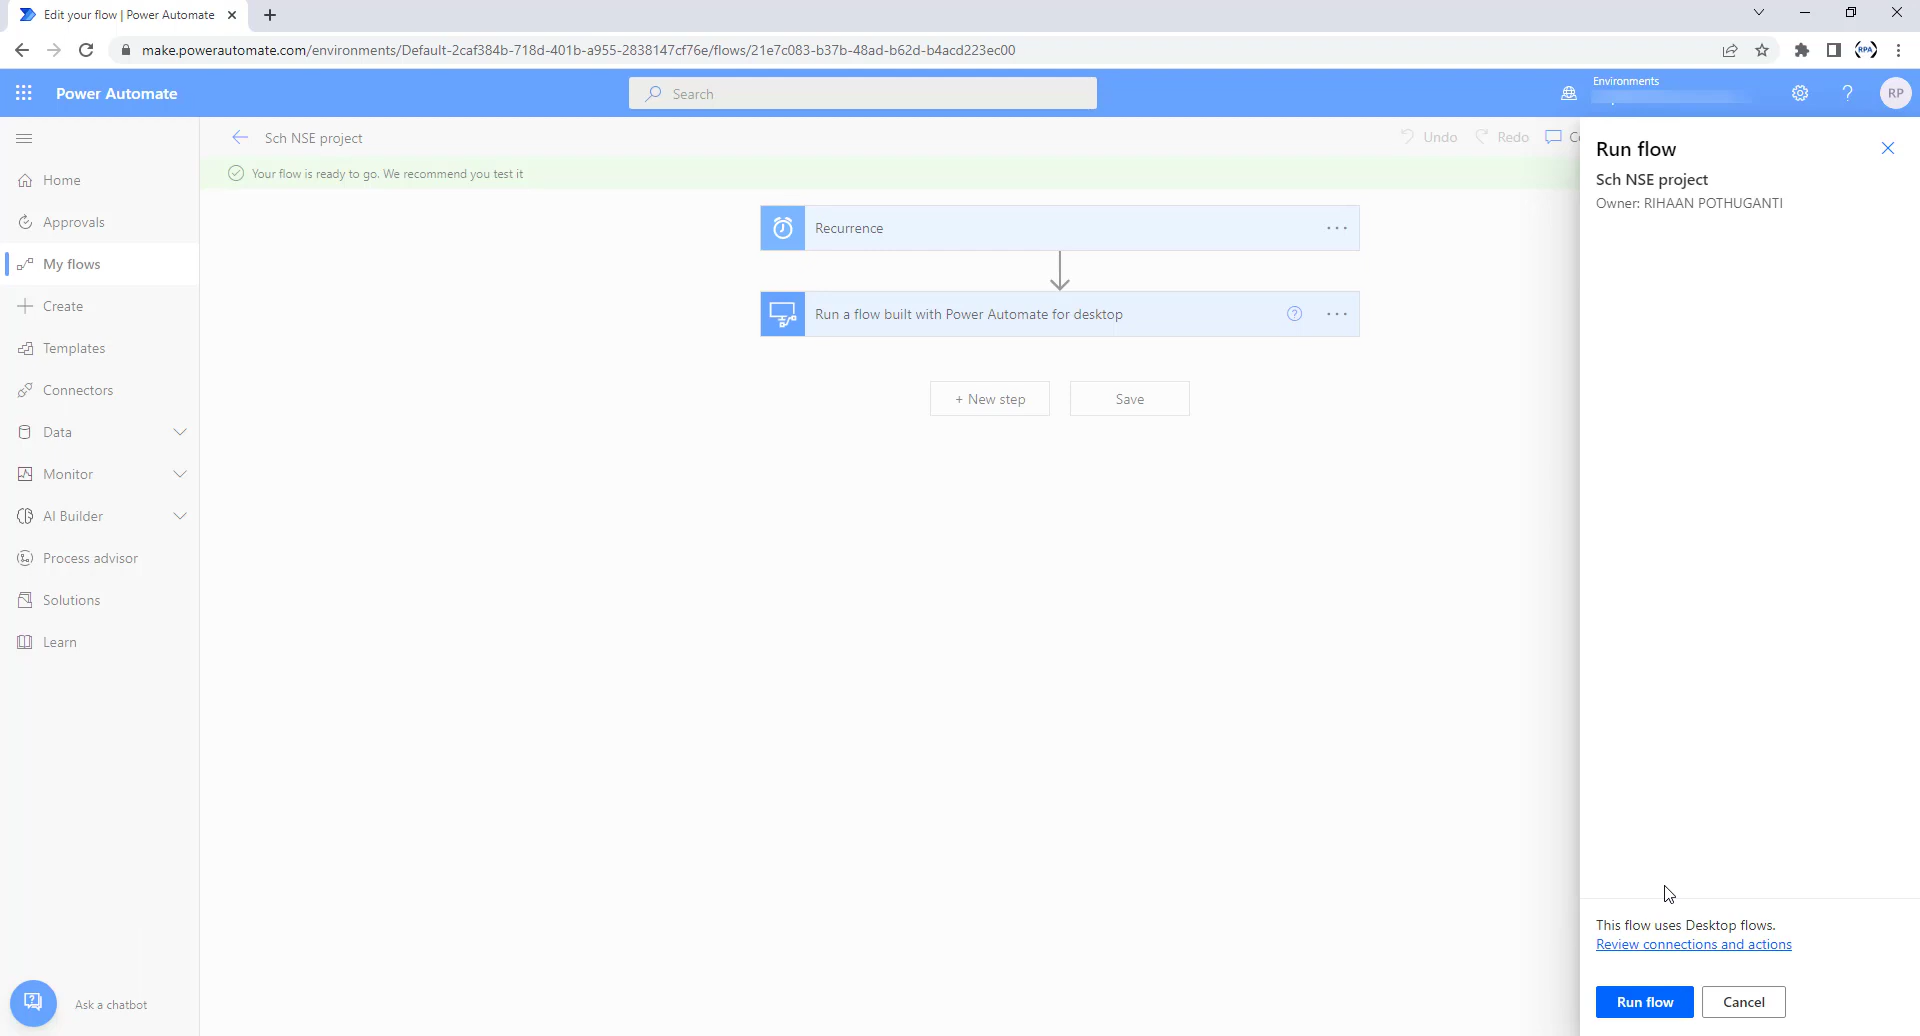 Edit your flow | Power Automate
make.powerautomate.com/environments/Default-2caf384b-718d-401b-a955-2838147cf76e/flows/21e7c083-b37b-48ad-b62d-b4acd223ec00
RPA
Power Automate
Search
Environments
RP
Sch NSE project
Undo
Redo
Your flow is ready to go. We recommend you test it
Home
Approvals
My flows
Create
Templates
Connectors
Data
Monitor
AI Builder
Process advisor
Solutions
Learn
Ask a chatbot
Recurrence
Run a flow built with Power Automate for desktop
+ New step
Save
Run flow
Sch NSE project
Owner: RIHAAN POTHUGANTI
This flow uses Desktop flows.
Review connections and actions
Run flow
Cancel